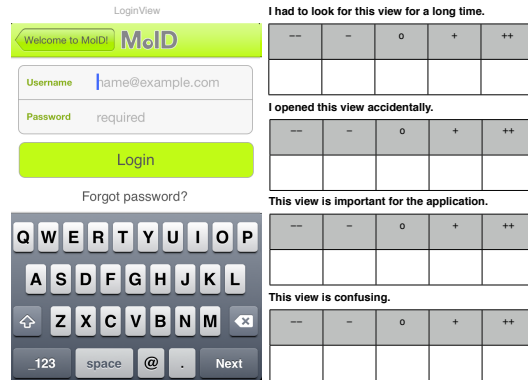 LoginView
Welcome to MoID!
MoID
Username
name@example.com
Password
required
Login
Forgot password?
Q W E R T Y U I O P
A S D F G H J K L
Z X C V B N M
_123 space @ . Next
I had to look for this view for a long time.
-- - o + ++
I opened this view accidentally.
-- - o + ++
This view is important for the application.
-- - o + ++
This view is confusing.
-- - o + ++